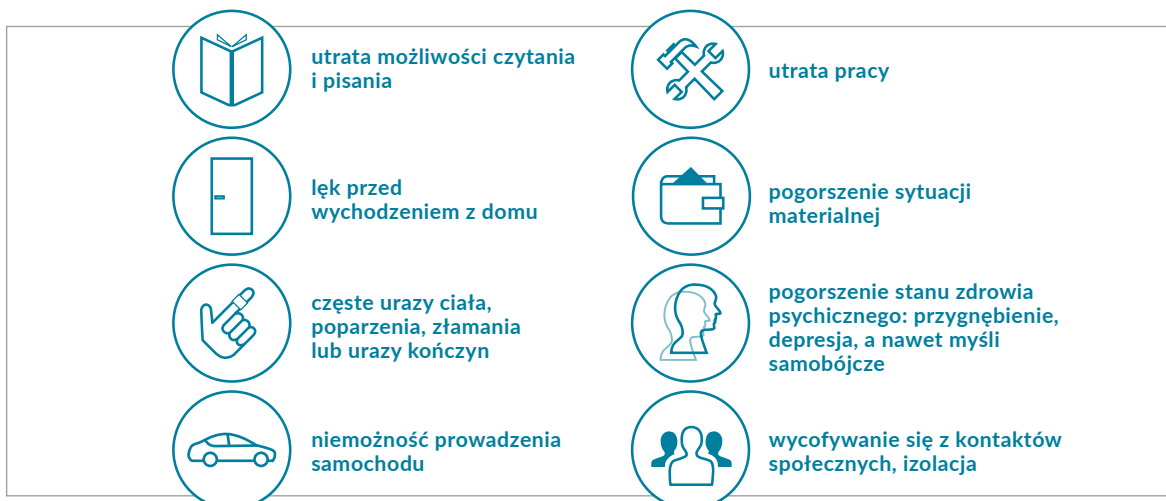 utrata możliwości czytania
i pisania
lęk przed
wychodzeniem z domu
częste urazy ciała,
poparzenia, złamania
lub urazy kończyn
niemożność prowadzenia
samochodu
utrata pracy
pogorszenie sytuacji
materialnej
pogorszenie stanu zdrowia
psychicznego: przygnębienie,
depresja, a nawet myśli
samobójcze
wycofywanie się z kontaktów
społecznych, izolacja